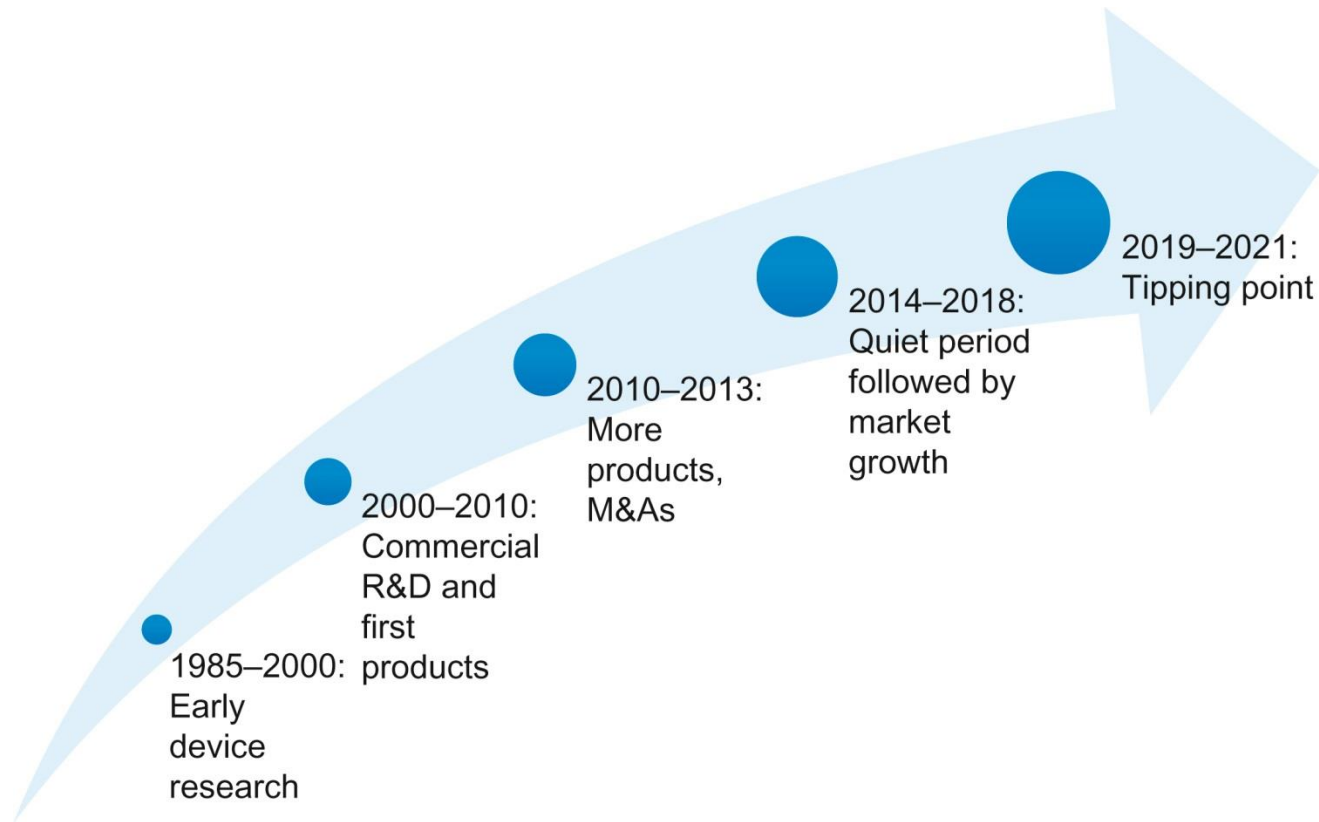 1985–2000:
Early
device
research
2000–2010:
Commercial
R&D and
first
products
2010–2013:
More
products,
M&As
2014–2018:
Quiet period
followed by
market
growth
2019–2021:
Tipping point